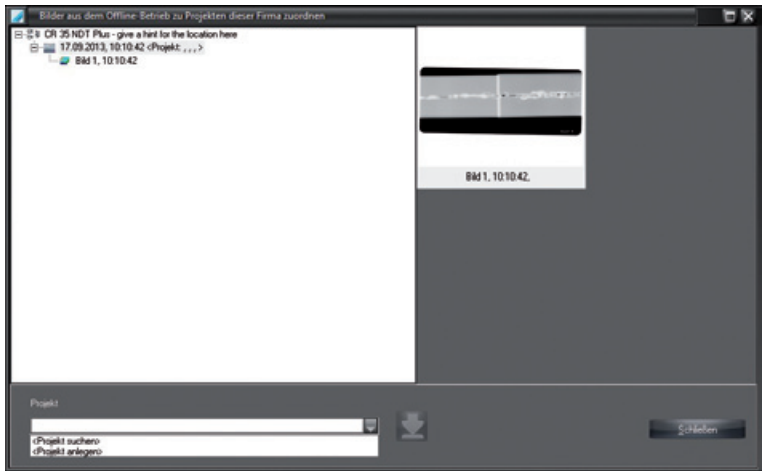 Bilder aus dem Offline-Betrieb zu Projekten dieser Firma zuordnen
CR 35 NDT Plus - give a hint for the location here
17.09.2013, 10:10:42 <Projekt: , , , >
Bild 1, 10:10:42
Bild 1, 10:10:42,
Projekt
<Projekt suchen>
<Projekt anlegen>
Schließen